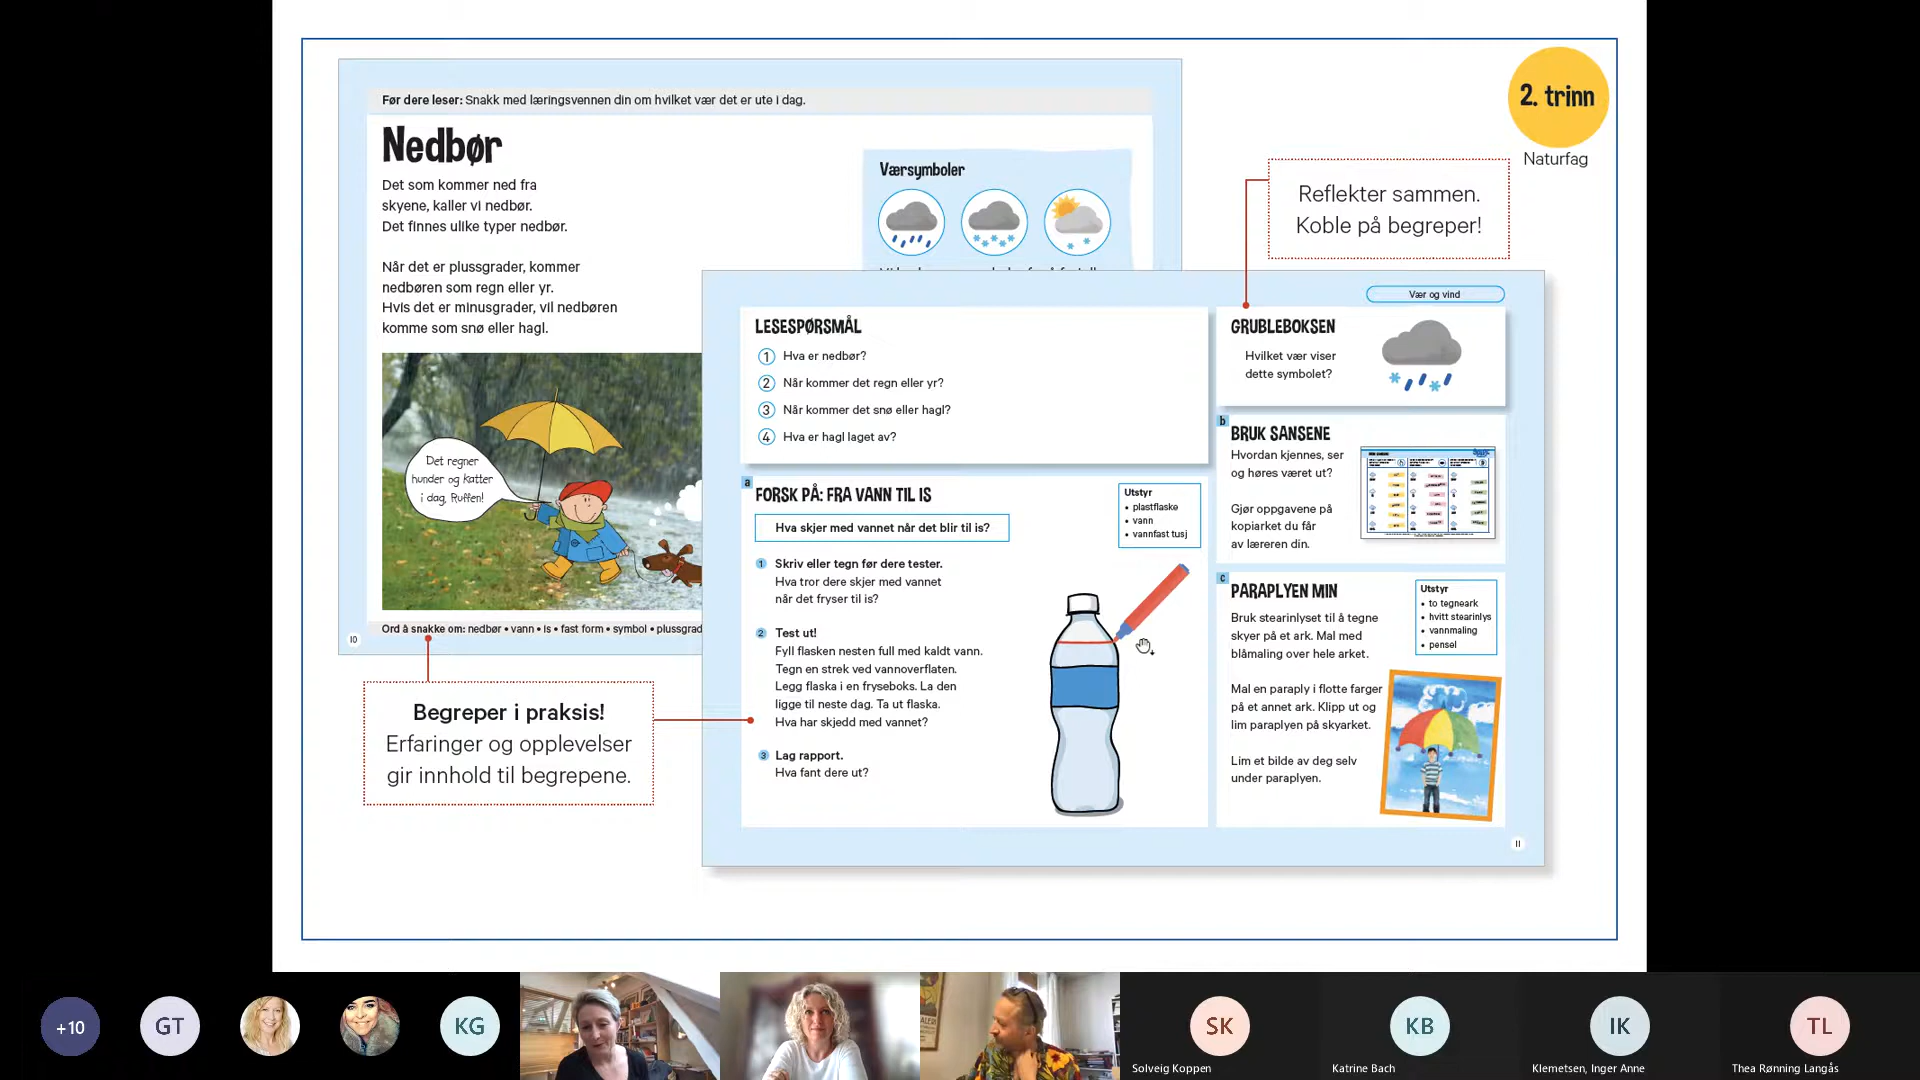 Før dere leser: Snakk med læringsvennen din om hvilket vær det er ute i dag.
Nedbør
Det som kommer ned fra
skyene, kaller vi nedbør.
Det finnes ulike typer nedbør.
Når det er plussgrader, kommer
nedbøren som regn eller yr.
Hvis det er minusgrader, vil nedbøren
komme som snø eller hagl.
Værsymboler
Det regner
hunder og katter
i dag, Ruffen!
Ord å snakke om: nedbør • vann • is • fast form • symbol • plussgrad
10
2. trinn
Naturfag
Reflekter sammen.
Koble på begreper!
Begreper i praksis!
Erfaringer og opplevelser
gir innhold til begrepene.
Vær og vind
LESESPØRSMÅL
1 Hva er nedbør?
2 Når kommer det regn eller yr?
3 Når kommer det snø eller hagl?
4 Hva er hagl laget av?
GRUBLEBOKSEN
Hvilket vær viser
dette symbolet?
a
FORSK PÅ: FRA VANN TIL IS
Hva skjer med vannet når det blir til is?
Utstyr
• plastflaske
• vann
• vannfast tusj
1 Skriv eller tegn før dere tester.
Hva tror dere skjer med vannet
når det fryser til is?
2 Test ut!
Fyll flasken nesten full med kaldt vann.
Tegn en strek ved vannoverflaten.
Legg flaska i en fryseboks. La den
ligge til neste dag. Ta ut flaska.
Hva har skjedd med vannet?
3 Lag rapport.
Hva fant dere ut?
b
BRUK SANSENE
Hvordan kjennes, ser
og høres været ut?
Gjør oppgavene på
kopiarket du får
av læreren din.
c
PARAPLYEN MIN
Utstyr
• to tegneark
• hvitt stearinlys
• vannmaling
• pensel
Bruk stearinlyset til å tegne
skyer på et ark. Mal med
blåmaling over hele arket.
Mal en paraply i flotte farger
på et annet ark. Klipp ut og
lim paraplyen på skyarket.
Lim et bilde av deg selv
under paraplyen.
11
+10
GT
KG
SK
KB
IK
TL
Solveig Koppen
Katrine Bach
Klemetsen, Inger Anne
Thea Rønning Langås